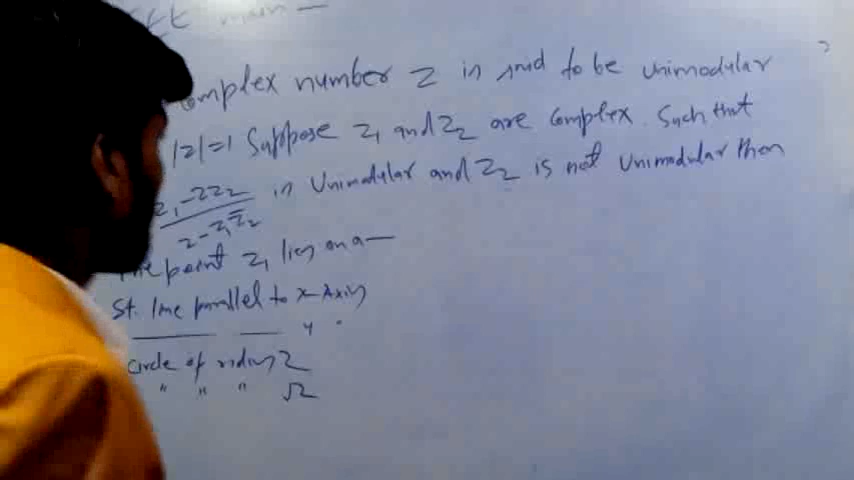 main —
omplex number z is said to be unimodular
|z|=1 Suppose z₁ and z₂ are Complex. Such that
z₁-2z₂ / 2-z₁z̄₂ is Unimodular and z₂ is not Unimodular then
The point z₁ lies on a —
St. line parallel to x-Axis
—— —— y
Circle of radius 2
" " " √2